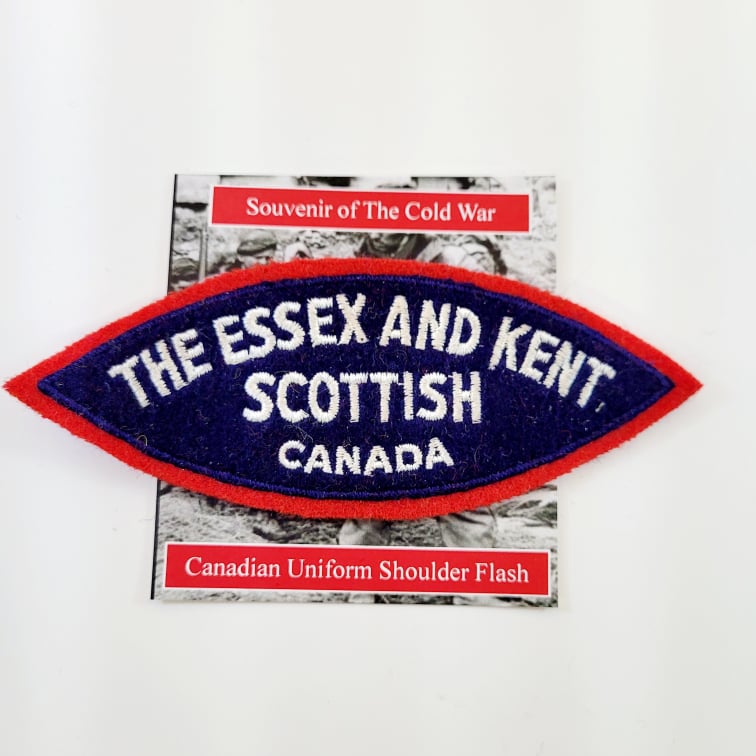 Souvenir of The Cold War
THE ESSEX AND KENT
SCOTTISH
CANADA
Canadian Uniform Shoulder Flash